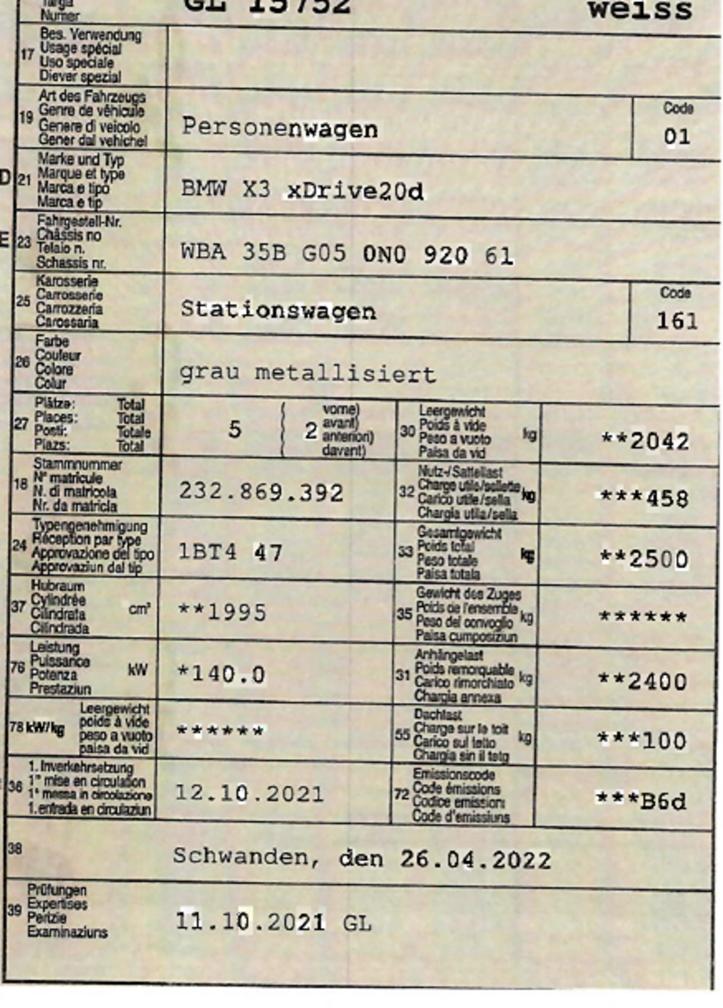 Targa
Numer
GL 15752 weiss
17 Bes. Verwendung
Usage spécial
Uso speciale
Diever spezial
19 Art des Fahrzeugs
Genre de véhicule
Genere di veicolo
Gener dal vehichel
Personenwagen
Code
01
D 21 Marke und Typ
Marque et type
Marca e tipo
Marca e tip
BMW X3 xDrive20d
E 23 Fahrgestell-Nr.
Châssis no
Telaio n.
Schassis nr.
WBA 35B G05 0N0 920 61
25 Karosserie
Carrosserie
Carrozzeria
Carossaria
Stationswagen
Code
161
26 Farbe
Couleur
Colore
Colur
grau metallisiert
27 Plätze: Total
Places: Total
Posti: Totale
Plazs: Total
5 ( 2 vorne)
avant)
anteriori)
davant)
30 Leergewicht
Poids à vide
Peso a vuoto
Paisa da vid
kg
**2042
18 Stammnummer
N° matricule
N. di matricola
Nr. da matricla
232.869.392
32 Nutz-/Sattellast
Charge utile/sellette
Carico utile/sella
Chargia utila/sella
kg
***458
24 Typengenehmigung
Réception par type
Approvazione del tipo
Approvaziun dal tip
1BT4 47
33 Gesamtgewicht
Poids total
Peso totale
Paisa totala
kg
**2500
37 Hubraum
Cylindrée
Cilindrata
Cilindrada
cm³
**1995
35 Gewicht des Zuges
Poids de l'ensemble
Peso del convoglio
Paisa cumposiziun
kg
******
76 Leistung
Puissance
Potenza
Prestaziun
kW
*140.0
31 Anhängelast
Poids remorquable
Carico rimorchiato
Chargia annexa
kg
**2400
78 kW/kg Leergewicht
poids à vide
peso a vuoto
paisa da vid
******
55 Dachlast
Charge sur le toit
Carico sul tetto
Chargia sin il tetg
kg
***100
36 1. Inverkehrsetzung
1re mise en circulation
1a messa in circolazione
1. entrada en circulaziun
12.10.2021
72 Emissionscode
Code émissions
Codice emissioni
Code d'emissiuns
***B6d
38
Schwanden, den 26.04.2022
39 Prüfungen
Expertises
Perizie
Examinaziuns
11.10.2021 GL